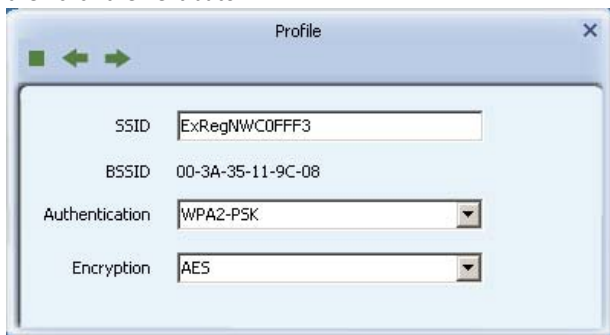 Profile
SSID ExRegNWC0FFF3
BSSID 00-3A-35-11-9C-08
Authentication WPA2-PSK
Encryption AES